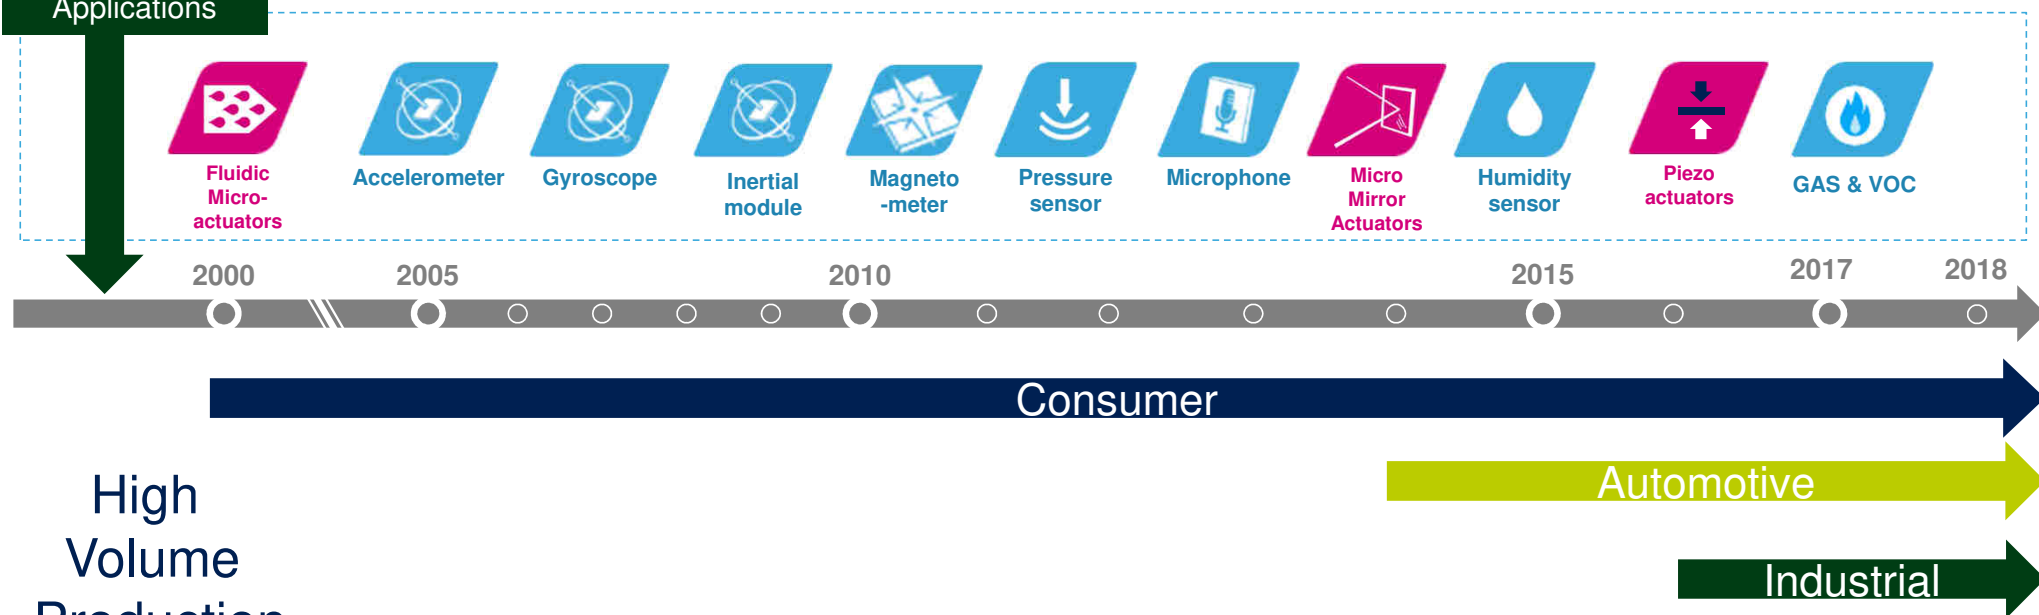 Applications
Fluidic
Micro-
actuators
Accelerometer
Gyroscope
Inertial
module
Magneto
-meter
Pressure
sensor
Microphone
Micro
Mirror
Actuators
Humidity
sensor
Piezo
actuators
GAS & VOC
2000
2005
2010
2015
2017
2018
Consumer
Automotive
Industrial
High
Volume
Production